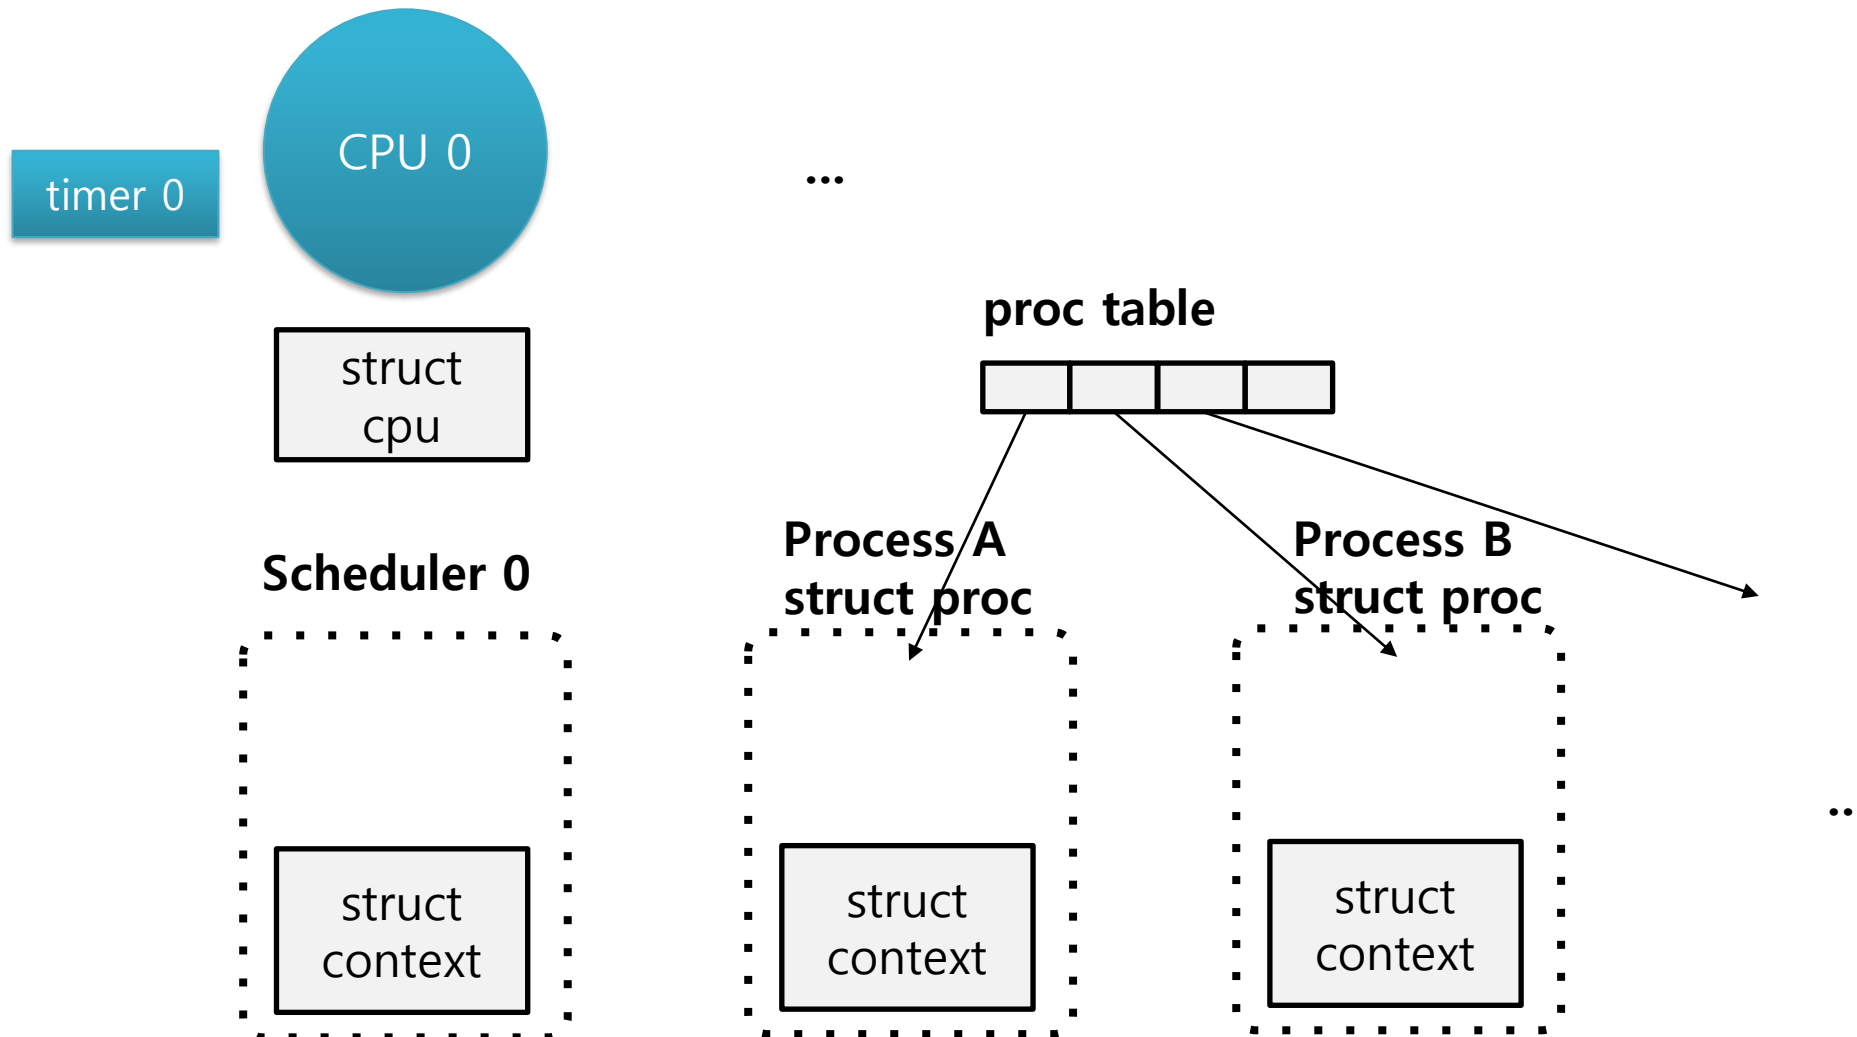 CPU 0
timer 0
...
proc table
struct
cpu
Scheduler 0
Process A
struct proc
Process B
struct proc
..
struct
context
struct
context
struct
context